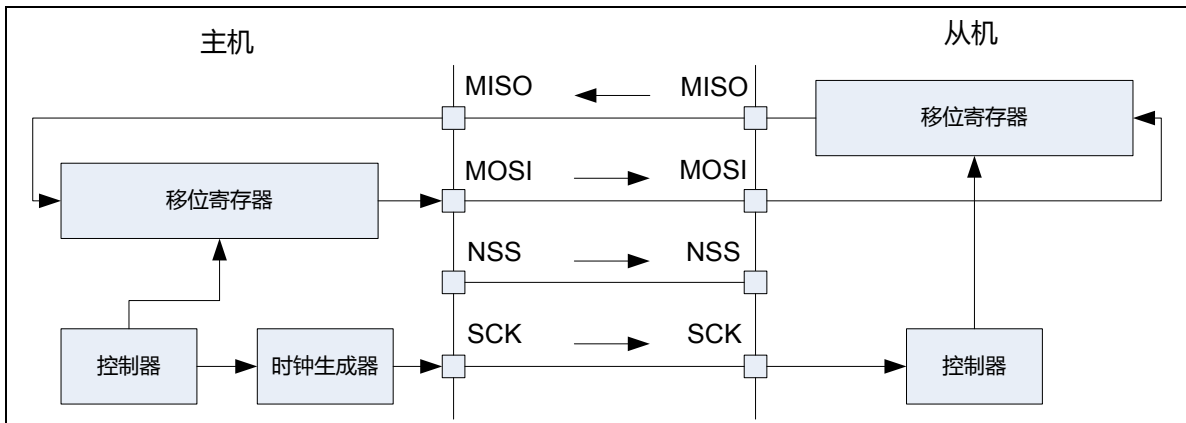 主机
从机
MISO
MISO
移位寄存器
移位寄存器
MOSI
MOSI
NSS
NSS
SCK
SCK
控制器
时钟生成器
控制器